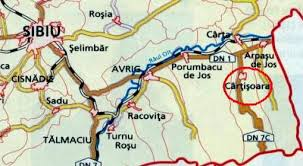 Roșia
SIBIU
Șelimbăr
Cârța
Râul Olt
DN 1
Arpașu
de Jos
AVRIG
Porumbacu
de Jos
CISNĂDIE
Cârțișoara
Sadu
Racovița
TĂLMACIU
Turnu
Roșu
DN 7C
DN 7